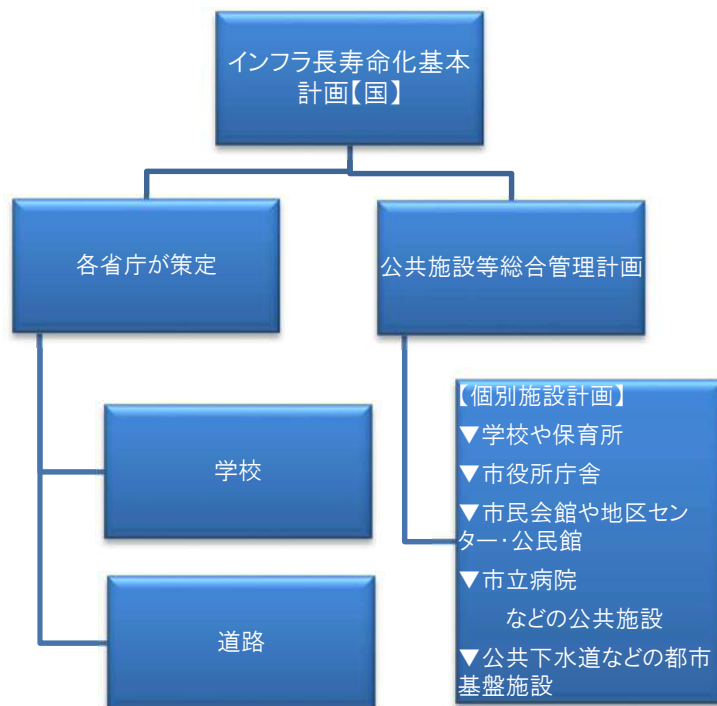 インフラ長寿命化基本
計画【国】
各省庁が策定
公共施設等総合管理計画
学校
道路
【個別施設計画】
▼学校や保育所
▼市役所庁舎
▼市民会館や地区セン
ター・公民館
▼市立病院
などの公共施設
▼公共下水道などの都市
基盤施設